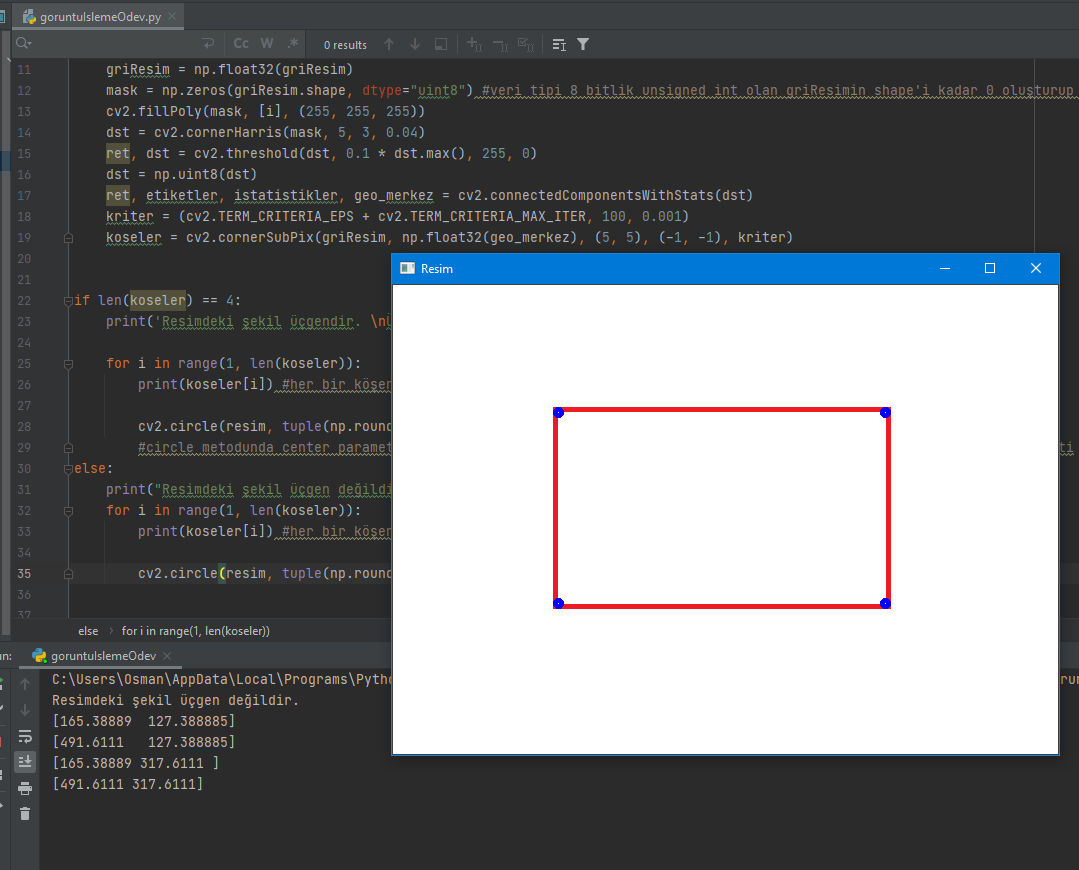 goruntuIslemeOdev.py
Cc W .* 0 results
11 griResim = np.float32(griResim)
12 mask = np.zeros(griResim.shape, dtype="uint8") #veri tipi 8 bitlik unsigned int olan griResimin shape'i kadar 0 oluşturup
13 cv2.fillPoly(mask, [i], (255, 255, 255))
14 dst = cv2.cornerHarris(mask, 5, 3, 0.04)
15 ret, dst = cv2.threshold(dst, 0.1 * dst.max(), 255, 0)
16 dst = np.uint8(dst)
17 ret, etiketler, istatistikler, geo_merkez = cv2.connectedComponentsWithStats(dst)
18 kriter = (cv2.TERM_CRITERIA_EPS + cv2.TERM_CRITERIA_MAX_ITER, 100, 0.001)
19 koseler = cv2.cornerSubPix(griResim, np.float32(geo_merkez), (5, 5), (-1, -1), kriter)
20
21
22 if len(koseler) == 4:
23 print('Resimdeki şekil üçgendir. \nÜ
24
25 for i in range(1, len(koseler)):
26 print(koseler[i]) #her bir köşen
27
28 cv2.circle(resim, tuple(np.round
29 #circle metodunda center paramet ti
30 else:
31 print("Resimdeki şekil üçgen değildi
32 for i in range(1, len(koseler)):
33 print(koseler[i]) #her bir köşen
34
35 cv2.circle(resim, tuple(np.round
36
37
else › for i in range(1, len(koseler))
Resim
un: goruntuIslemeOdev
C:\Users\Osman\AppData\Local\Programs\Pytho run
Resimdeki şekil üçgen değildir.
[165.38889 127.388885]
[491.6111 127.388885]
[165.38889 317.6111 ]
[491.6111 317.6111]